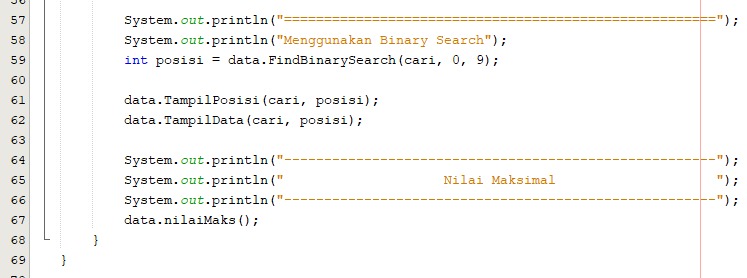 57 System.out.println("======================================================");
58 System.out.println("Menggunakan Binary Search");
59 int posisi = data.FindBinarySearch(cari, 0, 9);
60
61 data.TampilPosisi(cari, posisi);
62 data.TampilData(cari, posisi);
63
64 System.out.println("------------------------------------------------------");
65 System.out.println("                    Nilai Maksimal                    ");
66 System.out.println("------------------------------------------------------");
67 data.nilaiMaks();
68 }
69 }